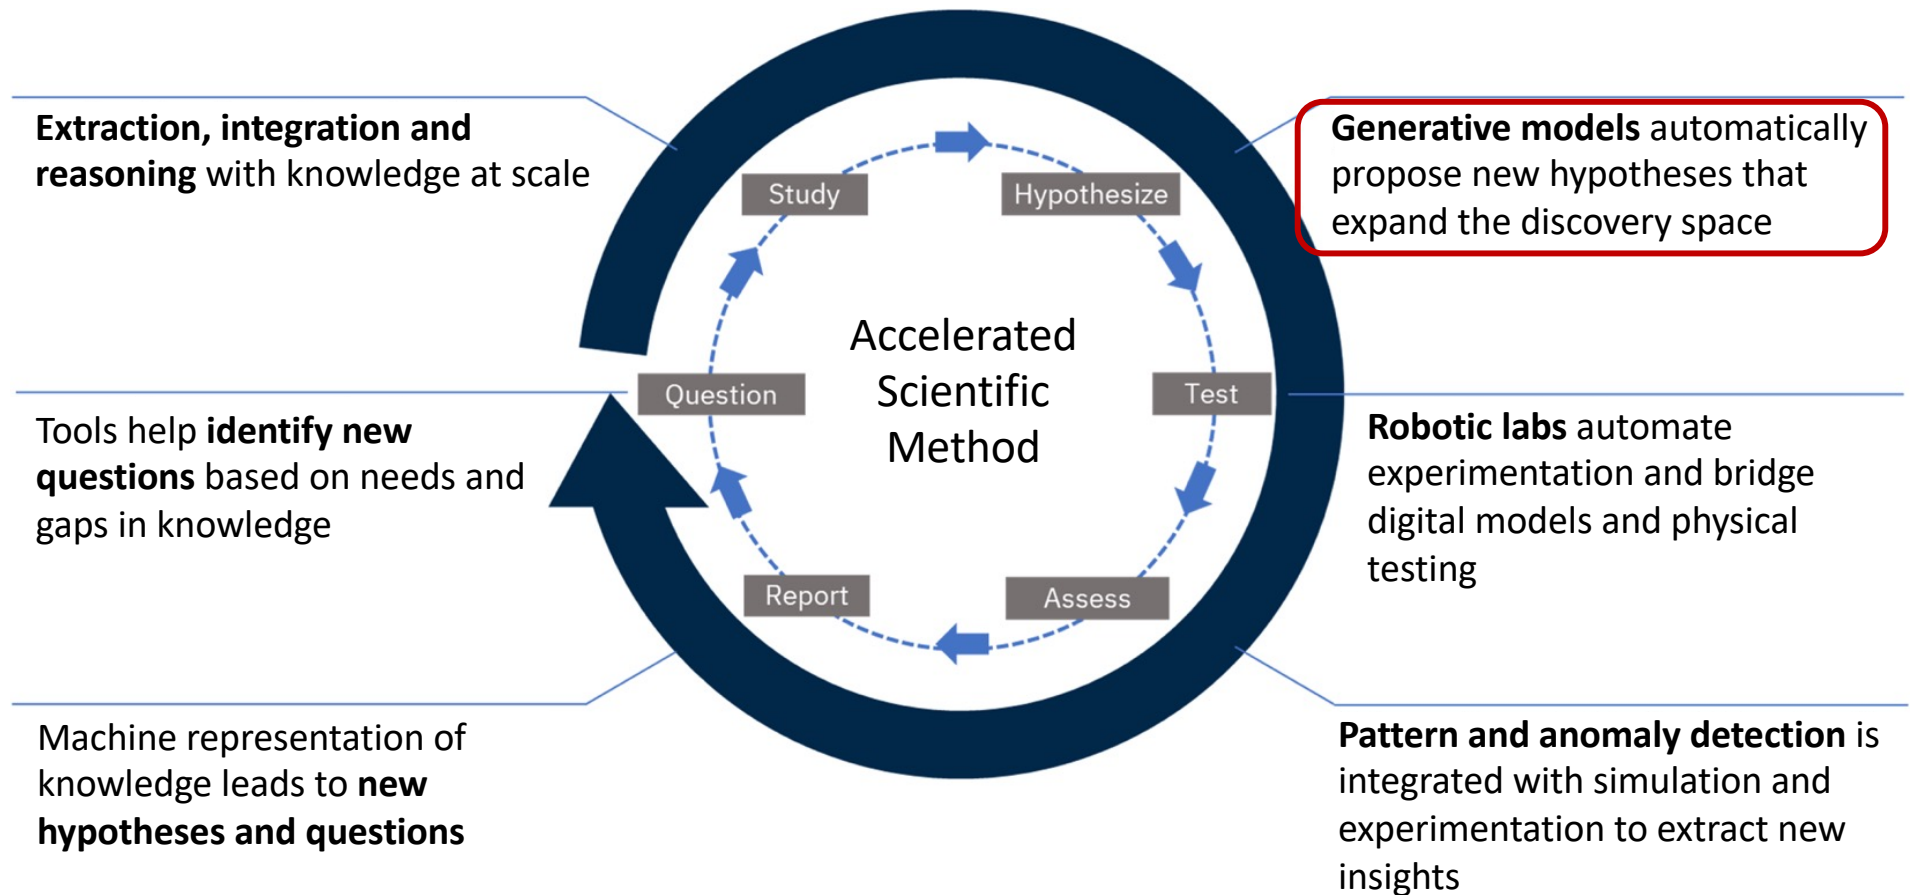 Extraction, integration and
reasoning with knowledge at scale
Generative models automatically
propose new hypotheses that
expand the discovery space
Study
Hypothesize
Accelerated
Scientific
Method
Question
Test
Tools help identify new
questions based on needs and
gaps in knowledge
Robotic labs automate
experimentation and bridge
digital models and physical
testing
Report
Assess
Machine representation of
knowledge leads to new
hypotheses and questions
Pattern and anomaly detection is
integrated with simulation and
experimentation to extract new
insights